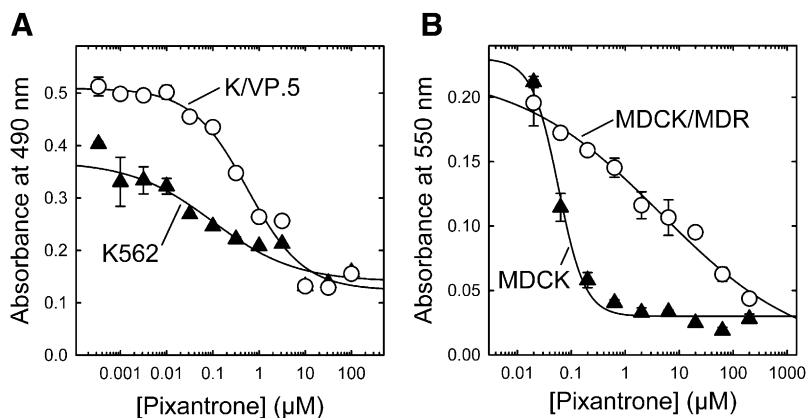 A
Absorbance at 490 nm
0.5
0.4
0.3
0.2
0.1
0.0
K/VP.5
K562
0.001 0.01 0.1 1 10 100
[Pixantrone] (µM)
B
Absorbance at 550 nm
0.20
0.15
0.10
0.05
0.00
MDCK/MDR
MDCK
0.01 0.1 1 10 100 1000
[Pixantrone] (µM)